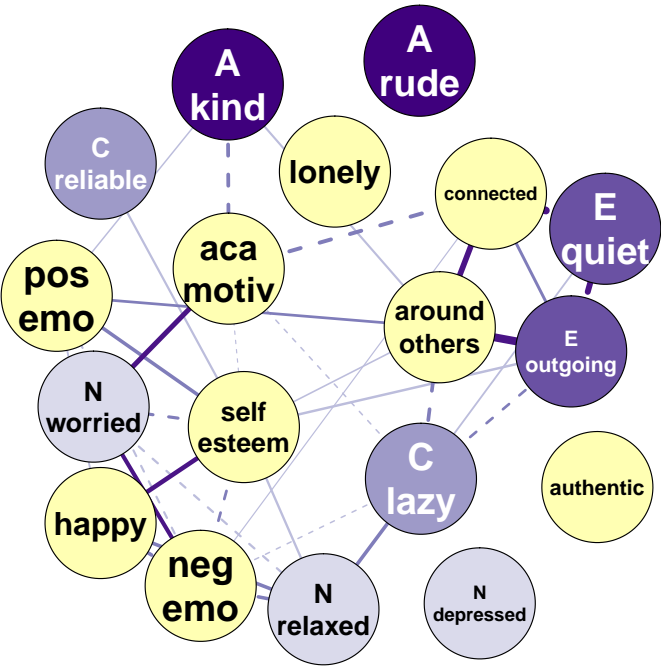 A
kind
A
rude
C
reliable
lonely
connected
E
quiet
aca
motiv
pos
emo
around
others
E
outgoing
N
worried
self
esteem
C
lazy
authentic
happy
neg
emo
N
relaxed
N
depressed